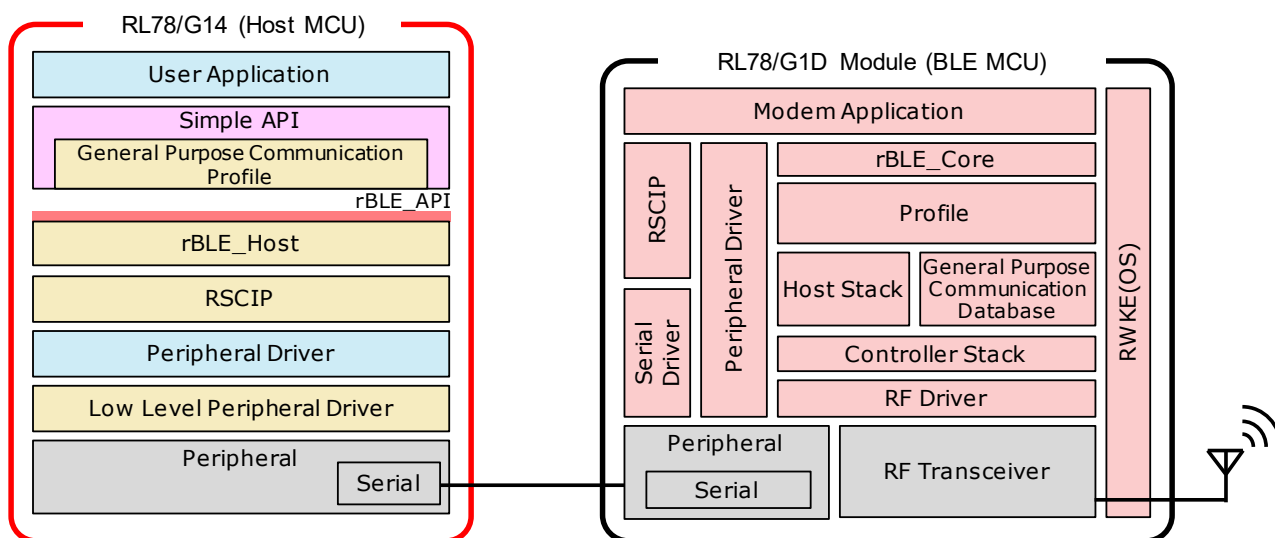 RL78/G14 (Host MCU)
User Application
Simple API
General Purpose Communication
Profile
rBLE_API
rBLE_Host
RSCIP
Peripheral Driver
Low Level Peripheral Driver
Peripheral
Serial
RL78/G1D Module (BLE MCU)
Modem Application
RSCIP
Serial
Driver
Peripheral Driver
rBLE_Core
Profile
Host Stack
General Purpose
Communication
Database
Controller Stack
RF Driver
Peripheral
Serial
RF Transceiver
RWKE(OS)